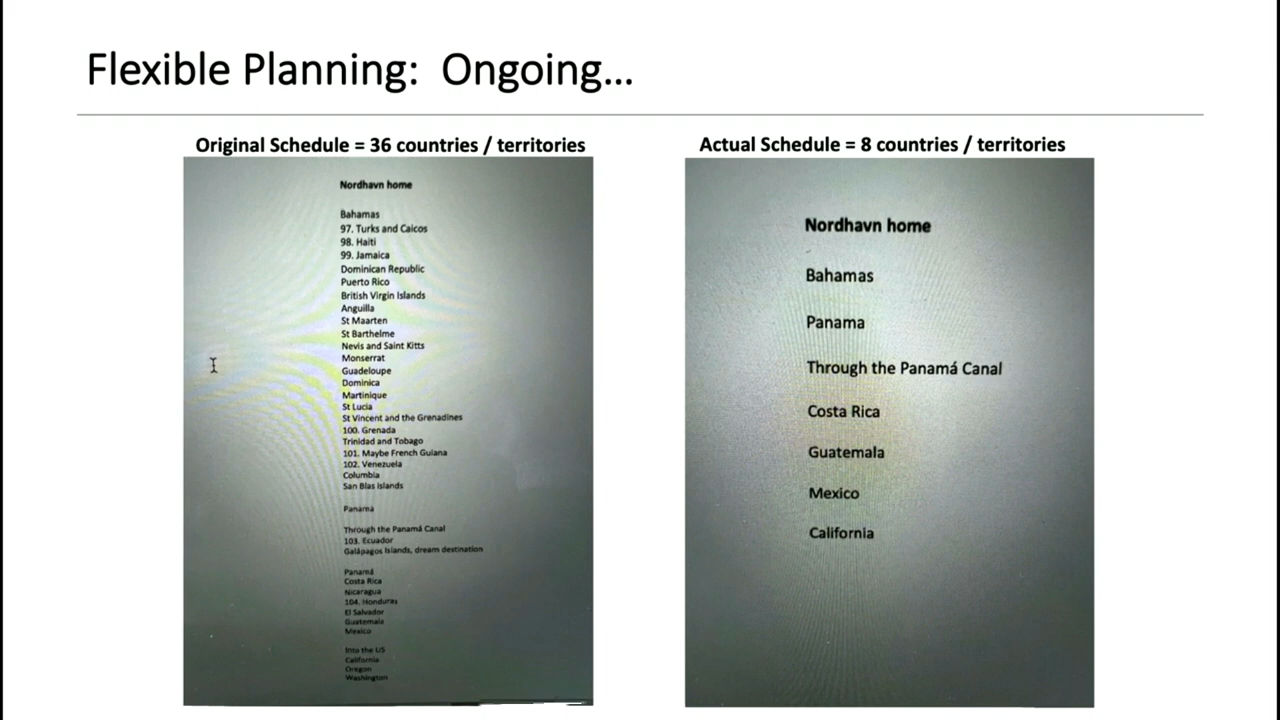 Flexible Planning:  Ongoing...
Original Schedule = 36 countries / territories
Nordhavn home
Bahamas
97. Turks and Caicos
98. Haiti
99. Jamaica
Dominican Republic
Puerto Rico
British Virgin Islands
Anguilla
St Maarten
St Barthelme
Nevis and Saint Kitts
Monserrat
Guadeloupe
Dominica
Martinique
St Lucia
St Vincent and the Grenadines
100. Grenada
Trinidad and Tobago
101. Maybe French Guiana
102. Venezuela
Columbia
San Blas Islands
Panama
Through the Panamá Canal
103. Ecuador
Galápagos Islands, dream destination
Panamá
Costa Rica
Nicaragua
104. Honduras
El Salvador
Guatemala
Mexico
Into the US
California
Oregon
Washington
Actual Schedule = 8 countries / territories
Nordhavn home
Bahamas
Panama
Through the Panamá Canal
Costa Rica
Guatemala
Mexico
California